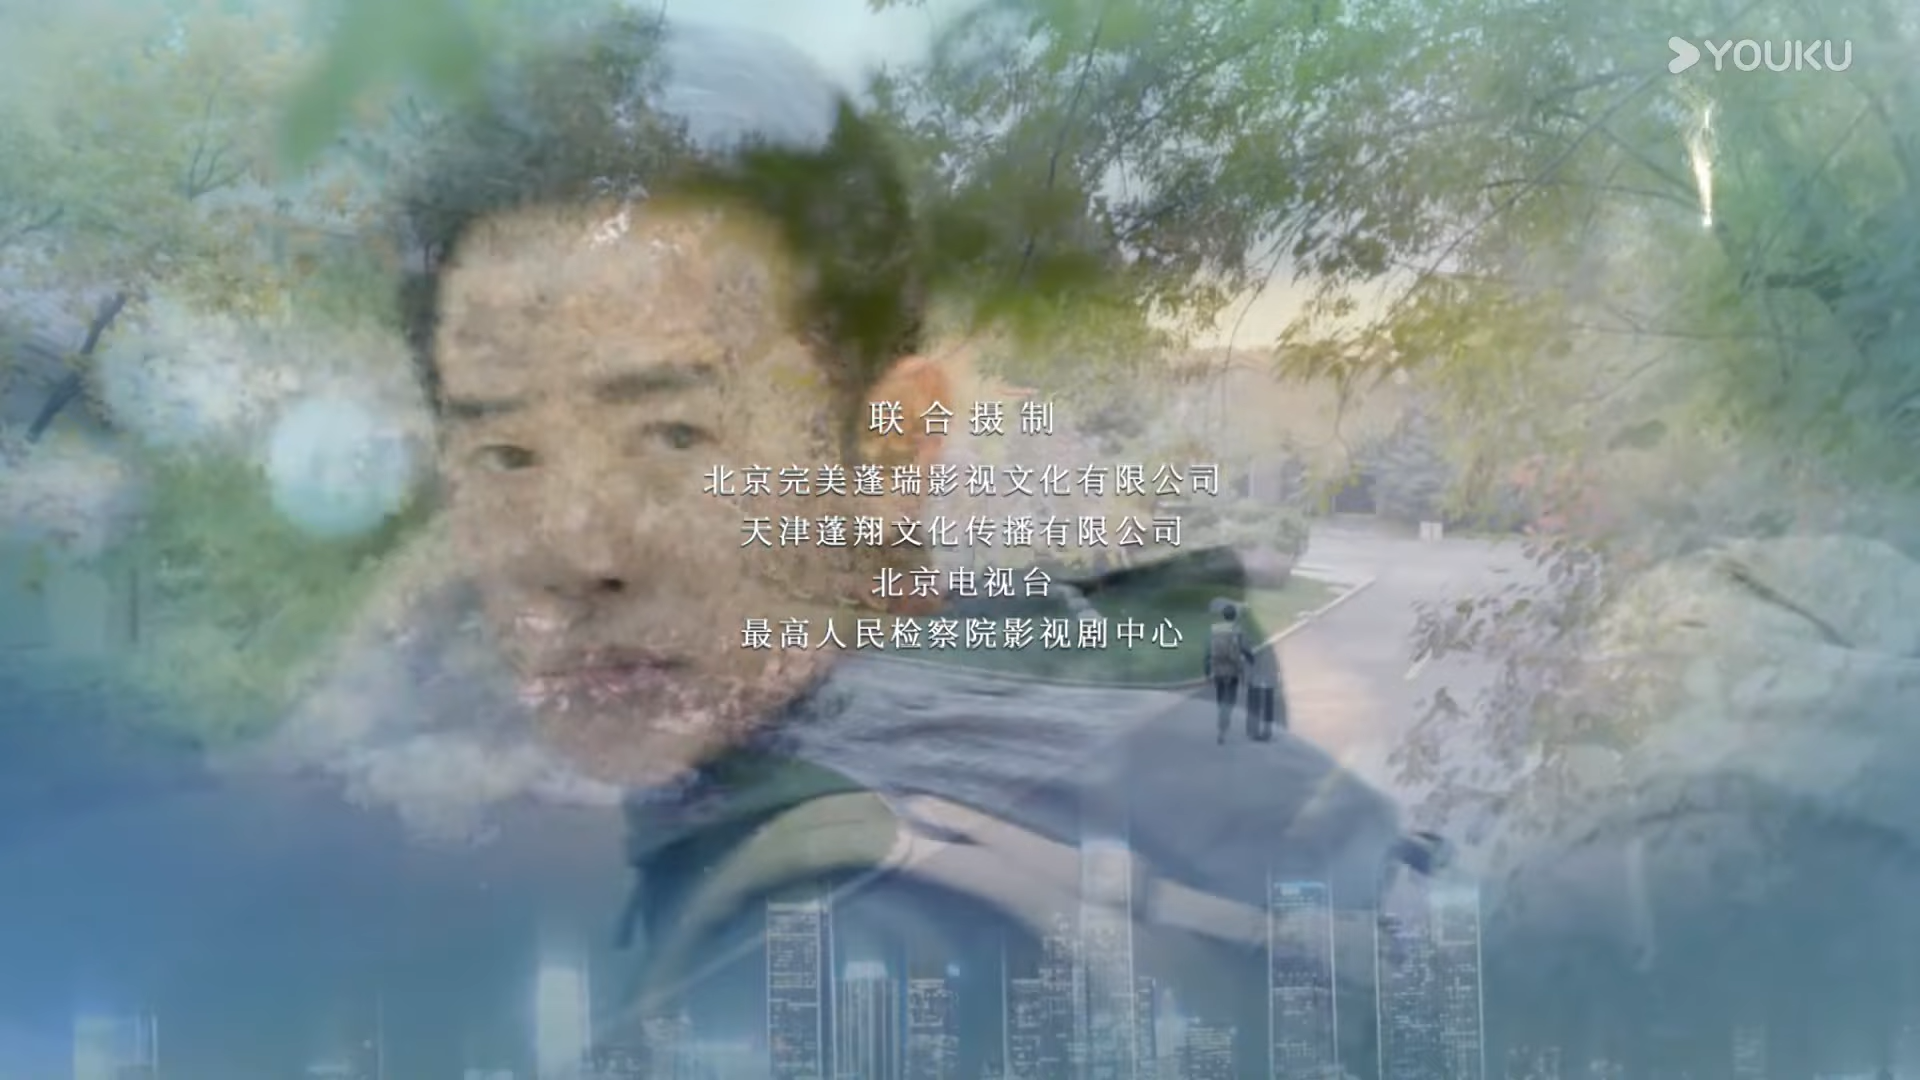 YOUKU
联合摄制
北京完美蓬瑞影视文化有限公司
天津蓬翔文化传播有限公司
北京电视台
最高人民检察院影视剧中心